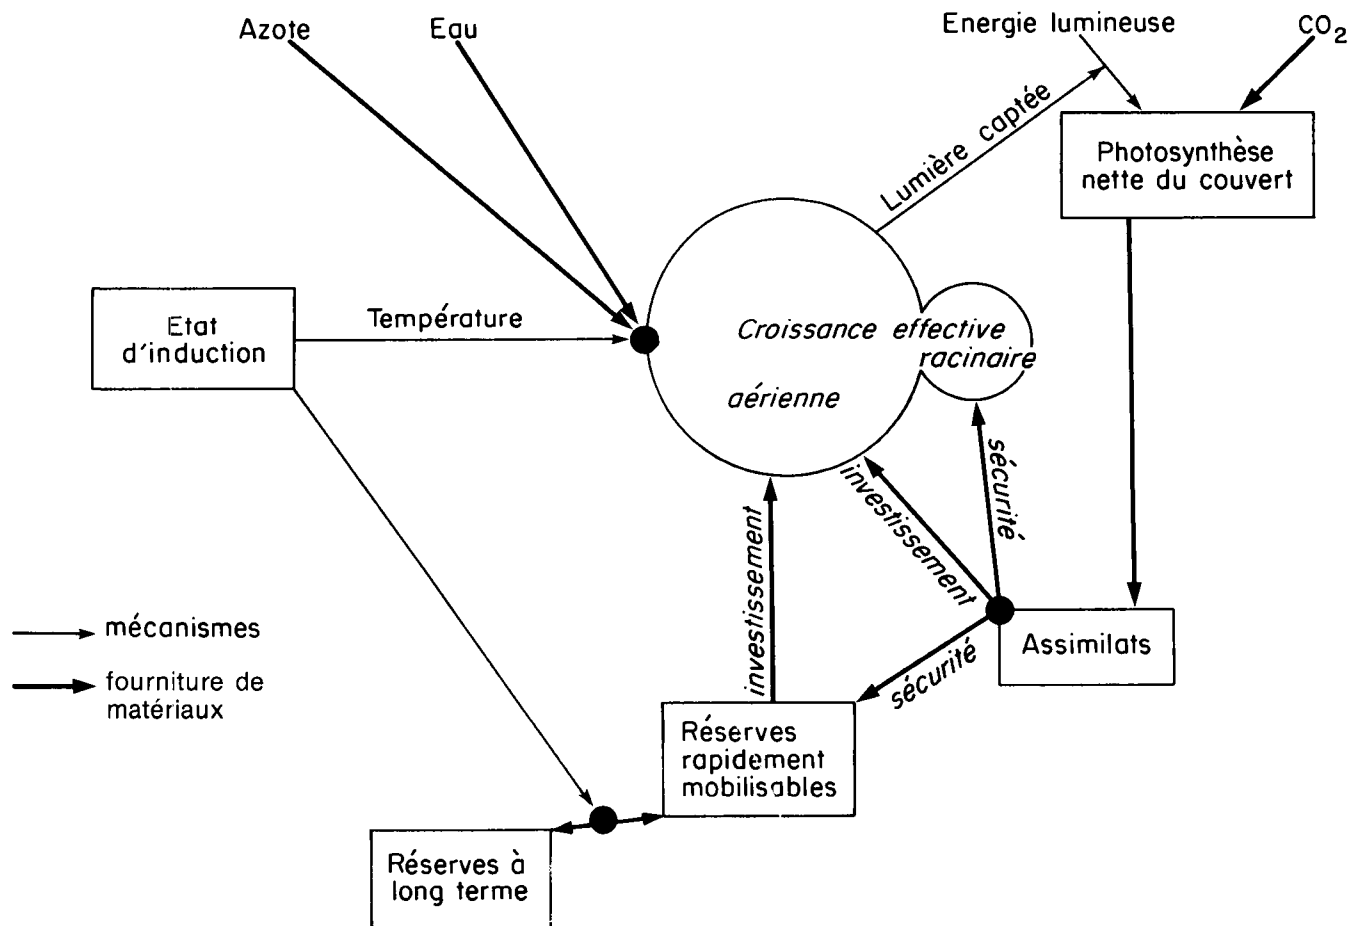 Azote
Eau
Energie lumineuse
CO2
Lumière captée
Photosynthèse
nette du couvert
Etat
d'induction
Température
Croissance effective
racinaire
aérienne
investissement
investissement
sécurité
sécurité
Assimilats
mécanismes
fourniture de
matériaux
Réserves
rapidement
mobilisables
Réserves à
long terme